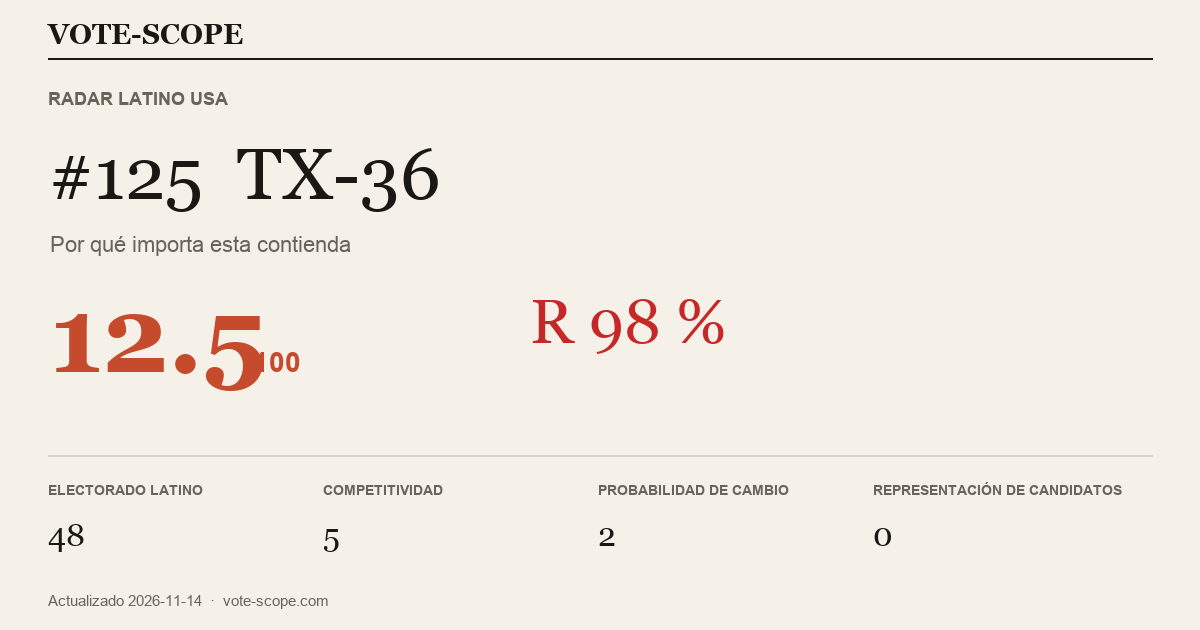 VOTE-SCOPE
RADAR LATINO USA
#125 TX-36
Por qué importa esta contienda
12.5
00
R 98 %
ELECTORADO LATINO
COMPETITIVIDAD
PROBABILIDAD DE CAMBIO
REPRESENTACIÓN DE CANDIDATOS
48
5
2
0
Actualizado 2026-11-14 · vote-scope.com